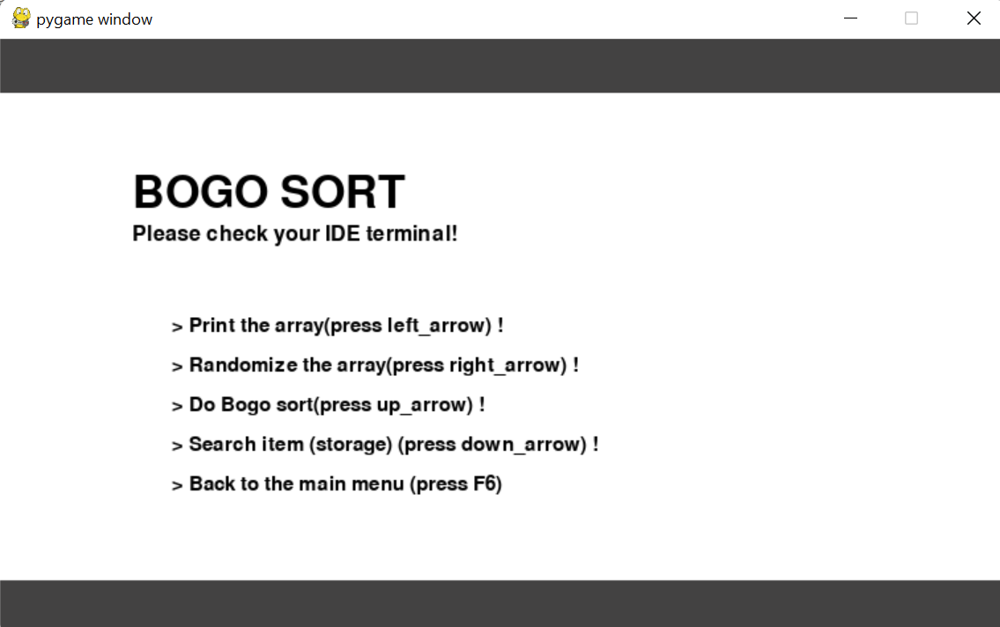 pygame window
BOGO SORT
Please check your IDE terminal!
> Print the array(press left_arrow) !
> Randomize the array(press right_arrow) !
> Do Bogo sort(press up_arrow) !
> Search item (storage) (press down_arrow) !
> Back to the main menu (press F6)